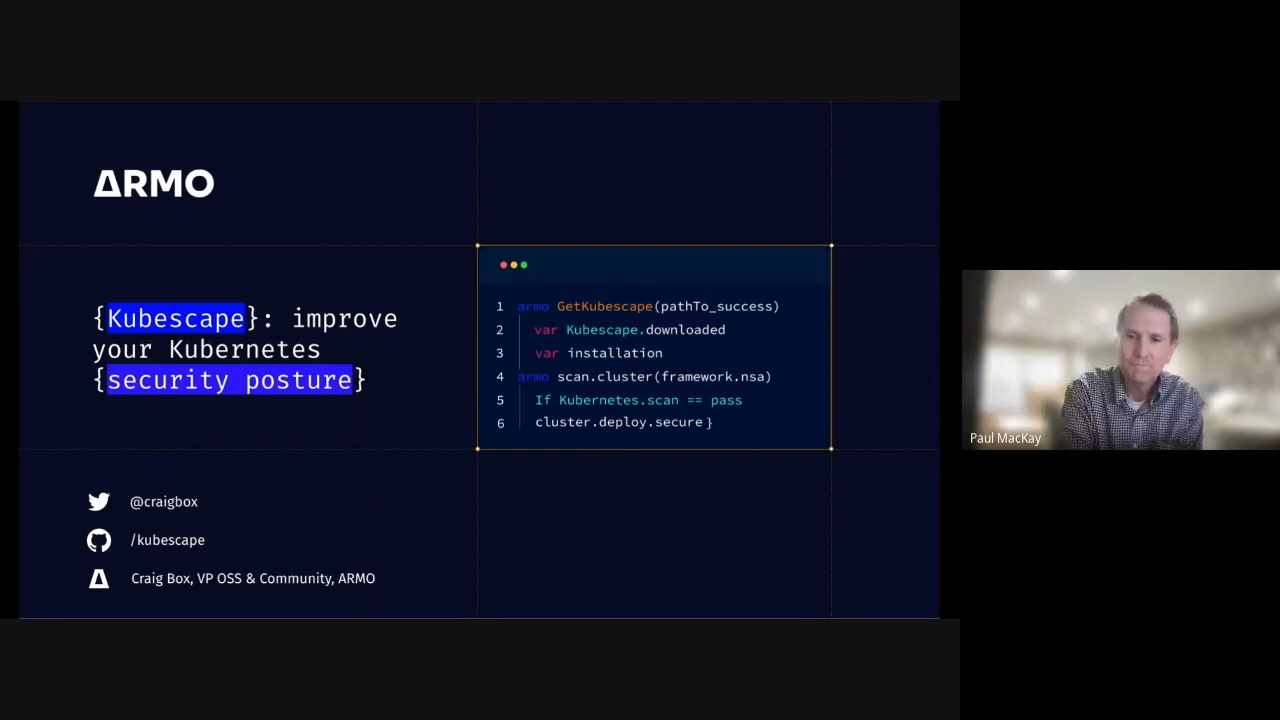 ARMO
{Kubescape}: improve
your Kubernetes
{security posture}
1 armo GetKubescape(pathTo_success)
2 var Kubescape.downloaded
3 var installation
4 armo scan.cluster(framework.nsa)
5 If Kubernetes.scan == pass
6 cluster.deploy.secure}
@craigbox
/kubescape
Craig Box, VP OSS & Community, ARMO
Paul MacKay